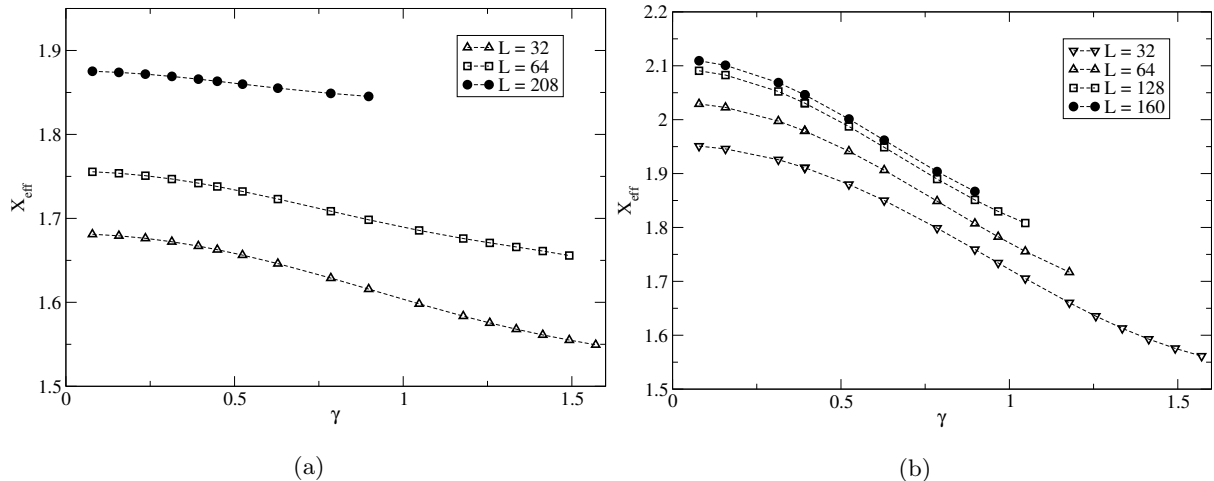 1.9
1.8
1.7
1.6
1.5
X_eff
0
0.5
1
1.5
γ
L = 32
L = 64
L = 208
(a)
2.2
2.1
2
1.9
1.8
1.7
1.6
1.5
X_eff
0
0.5
1
1.5
γ
L = 32
L = 64
L = 128
L = 160
(b)